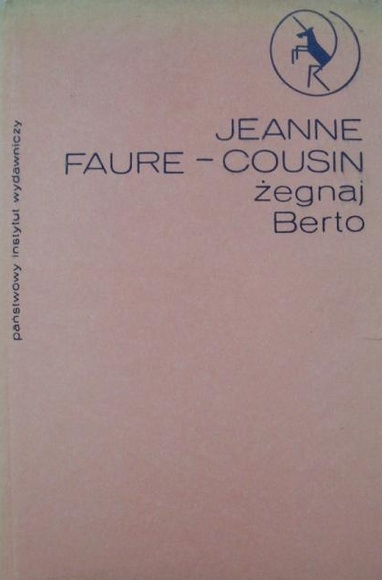 JEANNE
FAURE - COUSIN
żegnaj
Berto
państwowy instytut wydawniczy